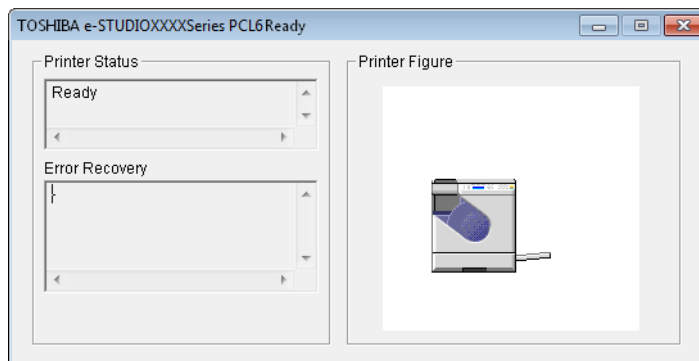 TOSHIBA e-STUDIOXXXXSeries PCL6Ready
Printer Status
Ready
Error Recovery
-
Printer Figure